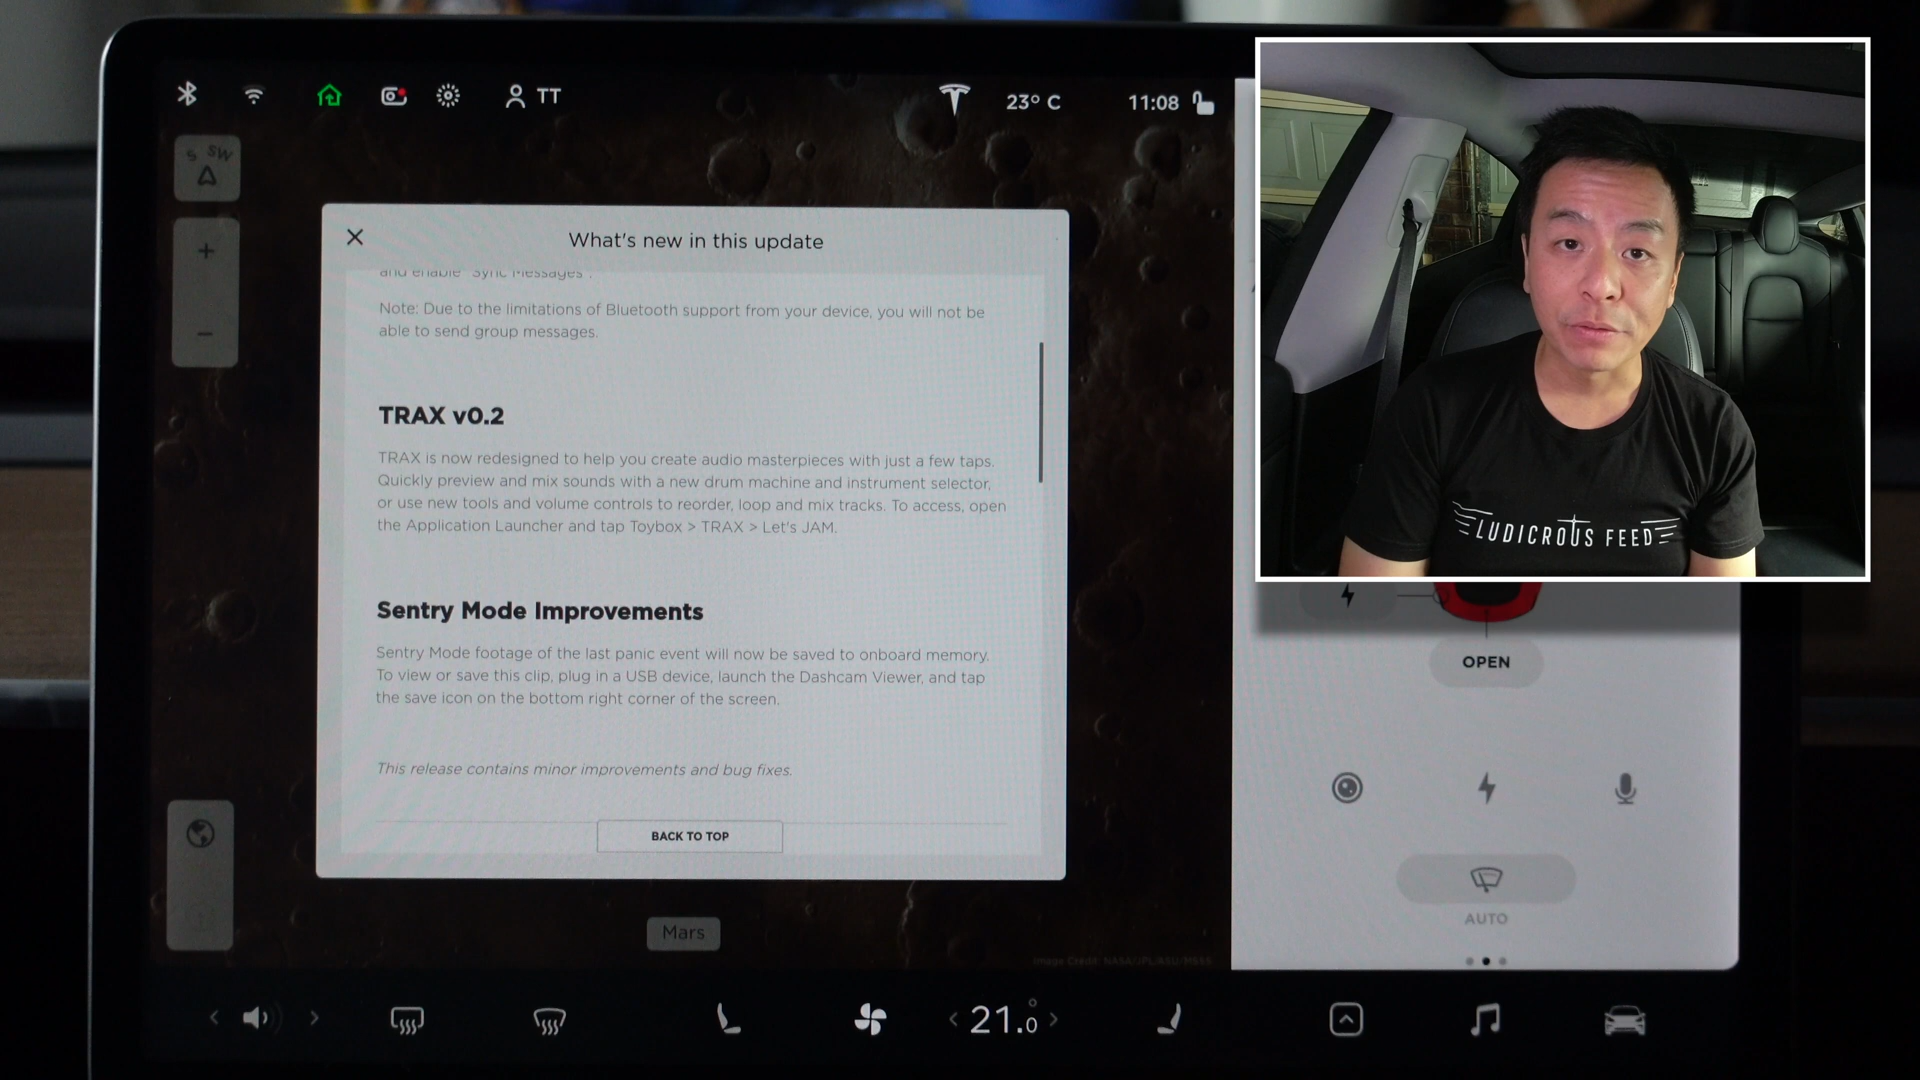 TT
23° C
11:08
S SW
What's new in this update
and enable "Sync Messages".
Note: Due to the limitations of Bluetooth support from your device, you will not be
able to send group messages.
TRAX v0.2
TRAX is now redesigned to help you create audio masterpieces with just a few taps.
Quickly preview and mix sounds with a new drum machine and instrument selector,
or use new tools and volume controls to reorder, loop and mix tracks. To access, open
the Application Launcher and tap Toybox > TRAX > Let's JAM.
Sentry Mode Improvements
Sentry Mode footage of the last panic event will now be saved to onboard memory.
To view or save this clip, plug in a USB device, launch the Dashcam Viewer, and tap
the save icon on the bottom right corner of the screen.
This release contains minor improvements and bug fixes.
BACK TO TOP
Mars
LUDICROUS FEED
OPEN
AUTO
21.0°